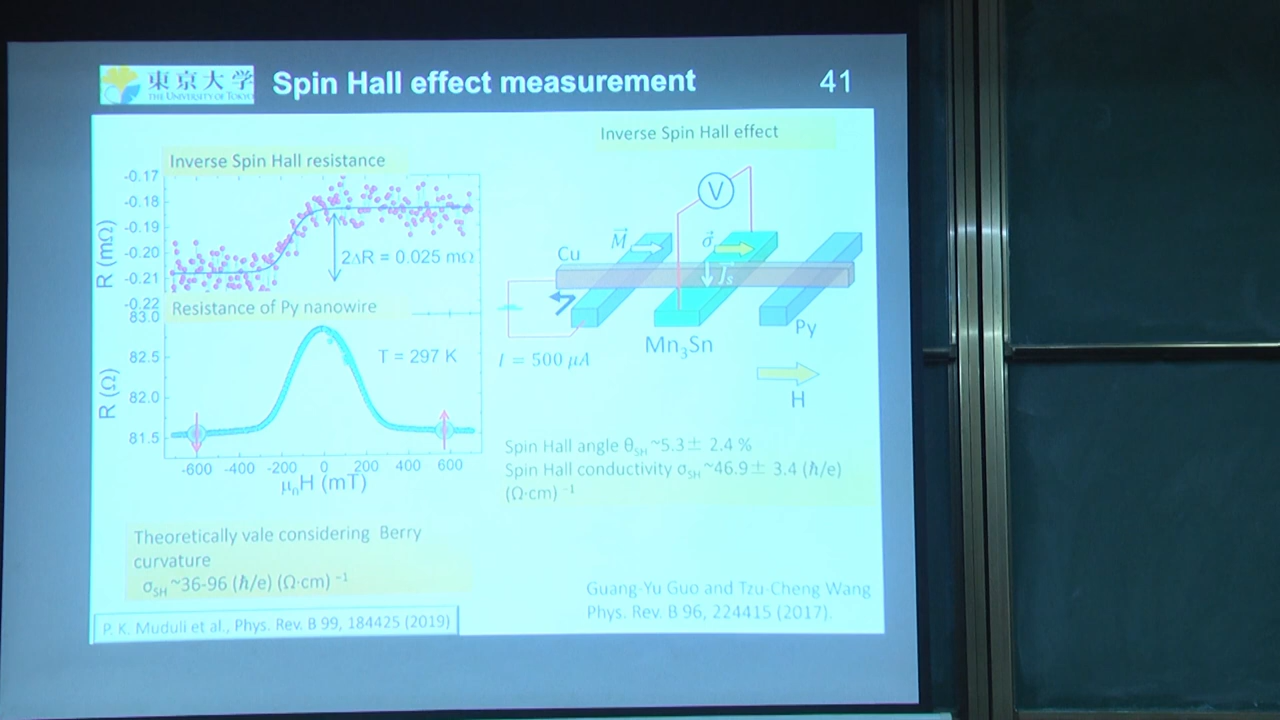 東京大学
THE UNIVERSITY OF TOKYO
Spin Hall effect measurement
41
Inverse Spin Hall resistance
-0.17
-0.18
-0.19
-0.20
-0.21
-0.22
R (mΩ)
2ΔR = 0.025 mΩ
Resistance of Py nanowire
83.0
82.5
82.0
81.5
R (Ω)
T = 297 K
-600 -400 -200 0 200 400 600
μ₀H (mT)
Inverse Spin Hall effect
V
Cu
M⃗
σ⃗
J⃗s
Py
Mn₃Sn
I = 500 μA
H
Spin Hall angle θSH ~5.3± 2.4 %
Spin Hall conductivity σSH ~46.9± 3.4 (ℏ/e)
(Ω·cm) ⁻¹
Theoretically vale considering Berry
curvature
σSH ~36-96 (ℏ/e) (Ω·cm) ⁻¹
Guang-Yu Guo and Tzu-Cheng Wang
Phys. Rev. B 96, 224415 (2017).
P. K. Muduli et al., Phys. Rev. B 99, 184425 (2019)